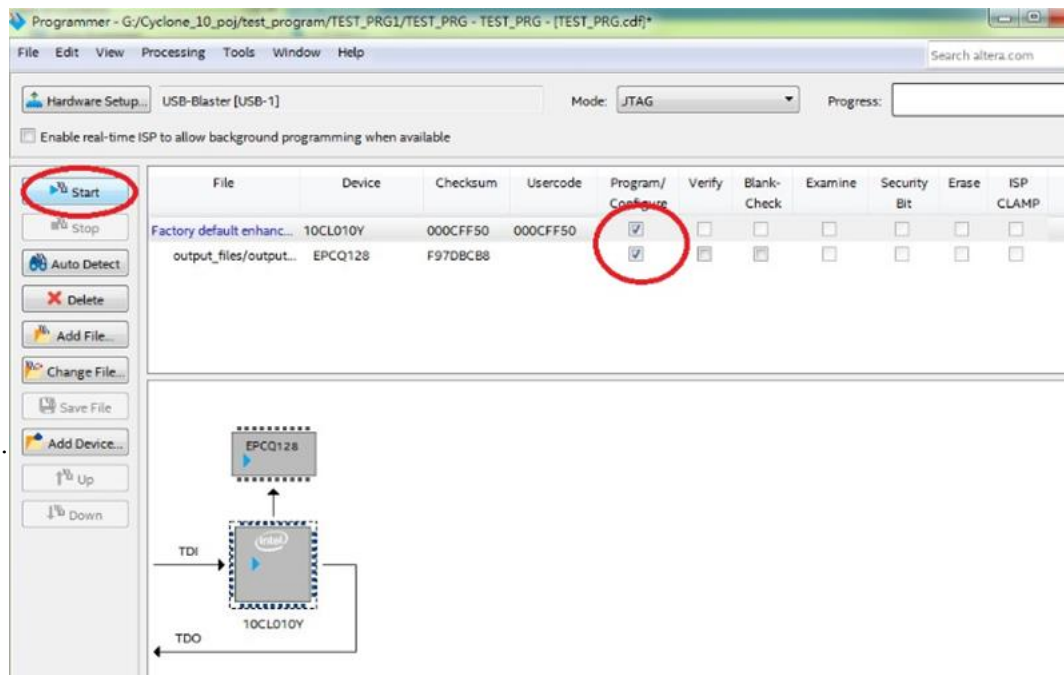 Programmer - G:/Cyclone_10_poj/test_program/TEST_PRG1/TEST_PRG - TEST_PRG - [TEST_PRG.cdf]*
File Edit View Processing Tools Window Help
Search altera.com
Hardware Setup... USB-Blaster [USB-1] Mode: JTAG Progress:
Enable real-time ISP to allow background programming when available
Start
Stop
Auto Detect
Delete
Add File...
Change File...
Save File
Add Device...
Up
Down
File Device Checksum Usercode Program/ Verify Blank- Examine Security Erase ISP
Configure Check Bit CLAMP
Factory default enhanc... 10CL010Y 000CFF50 000CFF50
output_files/output... EPCQ128 F97DBCB8
EPCQ128
intel
TDI
10CL010Y
TDO